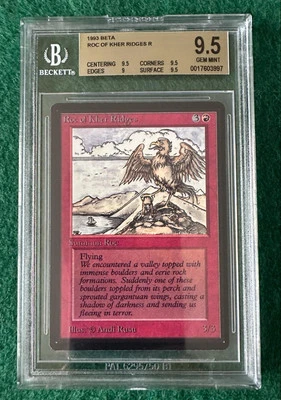 1993 BETA
ROC OF KHER RIDGES R
BECKETT
CENTERING 9.5 CORNERS 9.5
EDGES 9 SURFACE 9.5
9.5
GEM MINT
0017603997
Roc of Kher Ridges
3
Summon Roc
Flying
We encountered a valley topped with
immense boulders and eerie rock
formations. Suddenly one of these
boulders toppled from its perch and
sprouted gargantuan wings, casting a
shadow of darkness and sending us
fleeing in terror.
Illus. © Andi Rusu
3/3